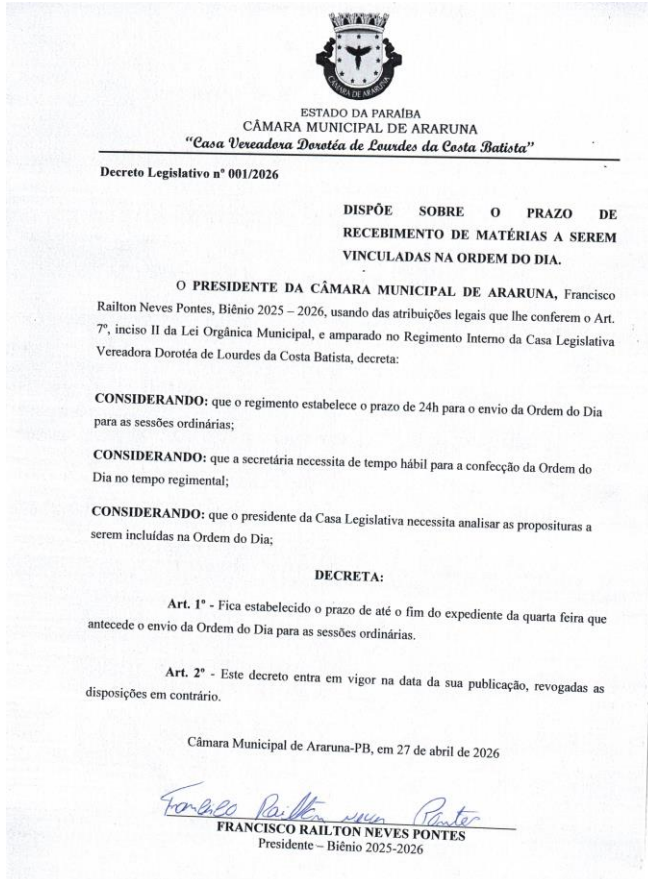 CÂMARA DE ARARUNA
ESTADO DA PARAÍBA
CÂMARA MUNICIPAL DE ARARUNA
“Casa Vereadora Dorotéa de Lourdes da Costa Batista”
Decreto Legislativo nº 001/2026
DISPÕE SOBRE O PRAZO DE
RECEBIMENTO DE MATÉRIAS A SEREM
VINCULADAS NA ORDEM DO DIA.
O PRESIDENTE DA CÂMARA MUNICIPAL DE ARARUNA, Francisco
Railton Neves Pontes, Biênio 2025 – 2026, usando das atribuições legais que lhe conferem o Art.
7º, inciso II da Lei Orgânica Municipal, e amparado no Regimento Interno da Casa Legislativa
Vereadora Dorotéa de Lourdes da Costa Batista, decreta:
CONSIDERANDO: que o regimento estabelece o prazo de 24h para o envio da Ordem do Dia
para as sessões ordinárias;
CONSIDERANDO: que a secretária necessita de tempo hábil para a confecção da Ordem do
Dia no tempo regimental;
CONSIDERANDO: que o presidente da Casa Legislativa necessita analisar as proposituras a
serem incluídas na Ordem do Dia;
DECRETA:
Art. 1º - Fica estabelecido o prazo de até o fim do expediente da quarta feira que
antecede o envio da Ordem do Dia para as sessões ordinárias.
Art. 2º - Este decreto entra em vigor na data da sua publicação, revogadas as
disposições em contrário.
Câmara Municipal de Araruna-PB, em 27 de abril de 2026
Francisco Railton Neves Pontes
FRANCISCO RAILTON NEVES PONTES
Presidente – Biênio 2025-2026